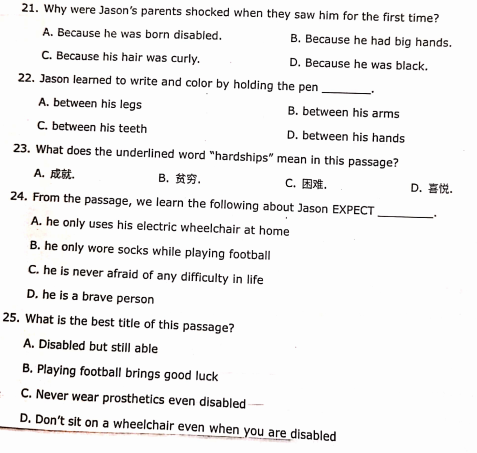 21. Why were Jason's parents shocked when they saw him for the first time?
A. Because he was born disabled. B. Because he had big hands.
C. Because his hair was curly. D. Because he was black.
22. Jason learned to write and color by holding the pen ______.
A. between his legs B. between his arms
C. between his teeth D. between his hands
23. What does the underlined word "hardships" mean in this passage?
A. 成就. B. 贫穷. C. 困难. D. 喜悦.
24. From the passage, we learn the following about Jason EXPECT ______.
A. he only uses his electric wheelchair at home
B. he only wore socks while playing football
C. he is never afraid of any difficulty in life
D. he is a brave person
25. What is the best title of this passage?
A. Disabled but still able
B. Playing football brings good luck
C. Never wear prosthetics even disabled
D. Don't sit on a wheelchair even when you are disabled